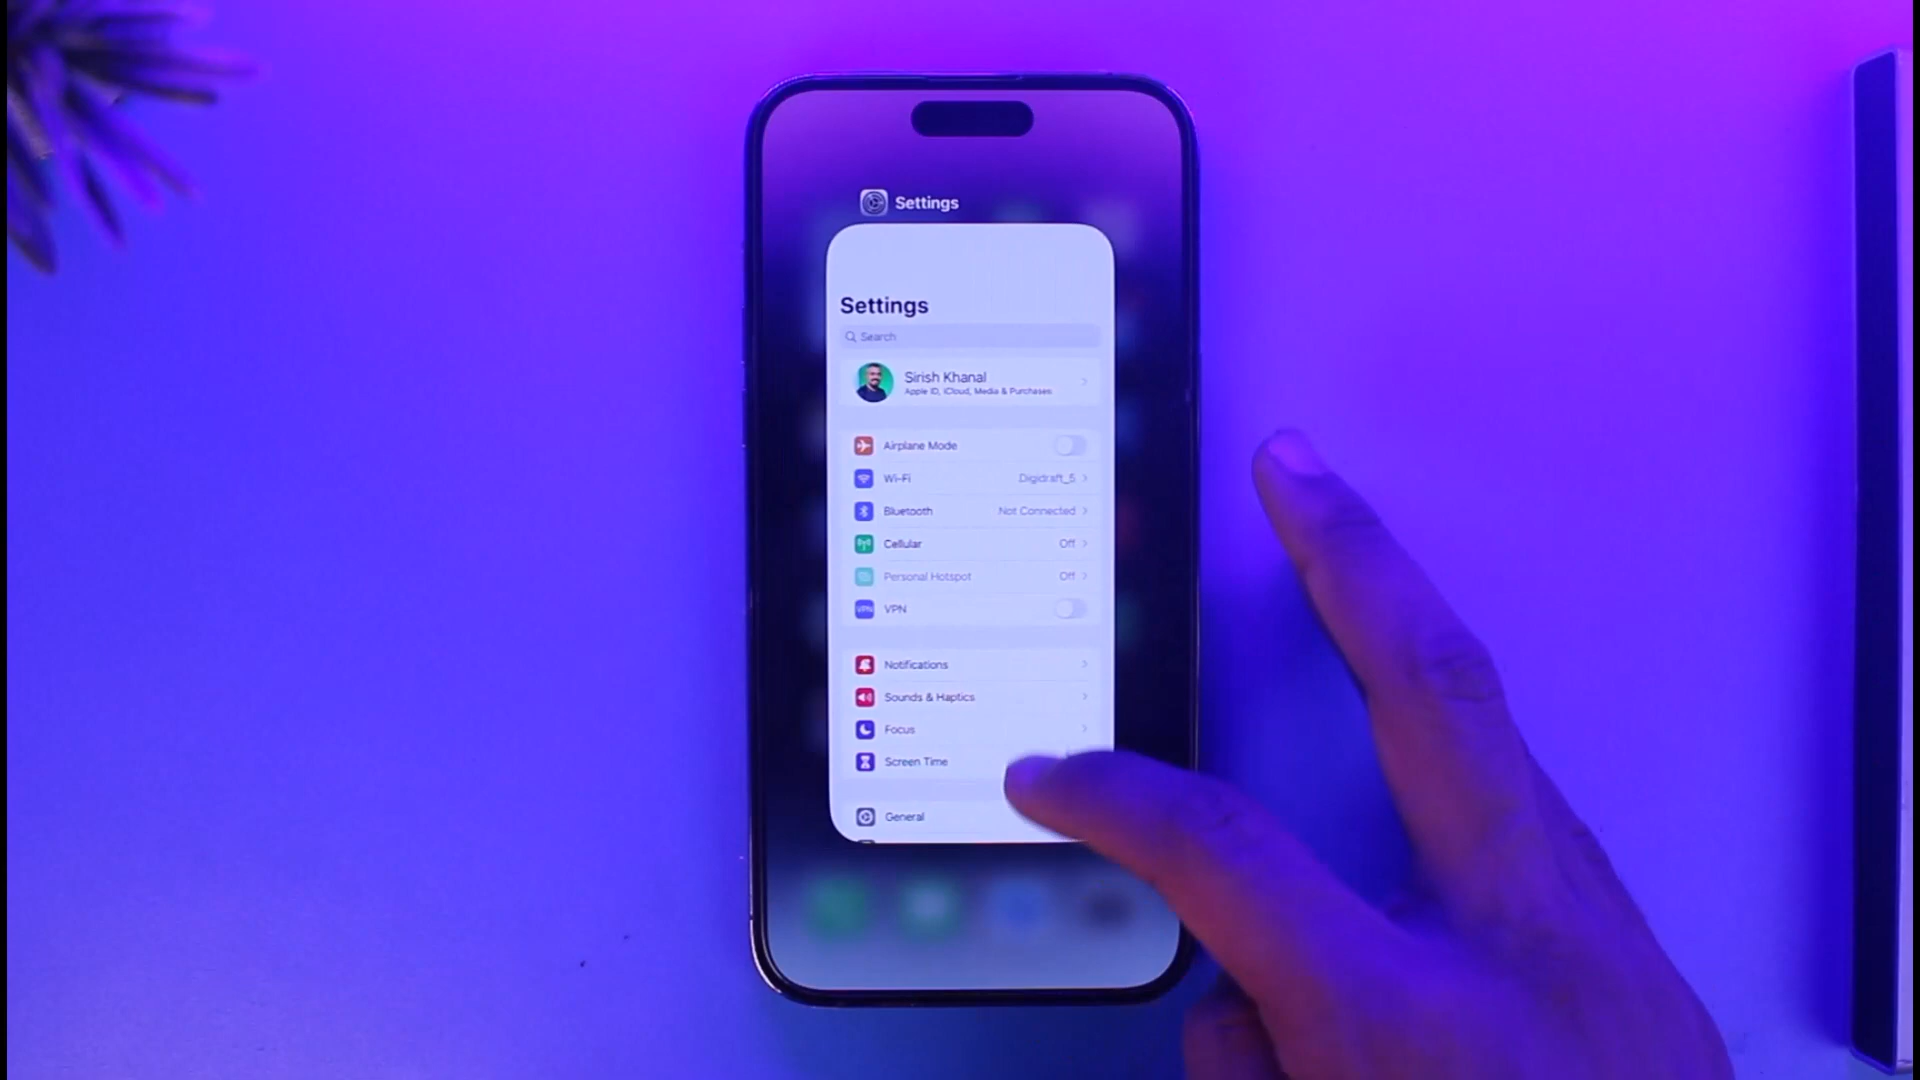 Settings
Settings
Search
Sirish Khanal
Apple ID, iCloud, Media & Purchases
Airplane Mode
Wi-Fi Digidraft_5
Bluetooth Not Connected
Cellular Off
Personal Hotspot Off
VPN VPN
Notifications
Sounds & Haptics
Focus
Screen Time
General